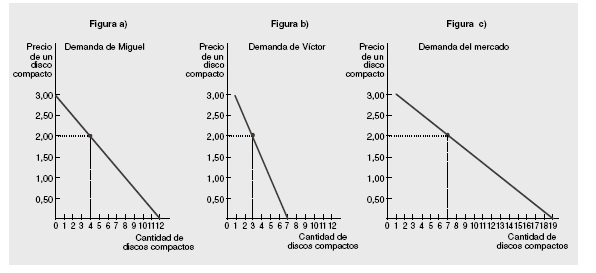 Figura a)
Precio
de un
disco
compacto
Demanda de Miguel
3,00
2,00
1,50
1,00
0,50
0 1 2 3 4 5 6 7 8 9 10 11 12
Cantidad de
discos compactos
Figura b)
Precio
de un
disco
compacto
Demanda de Víctor
3,00
2,00
1,50
1,00
0,50
0 1 2 3 4 5 6 7 8 9 10 11 12
Cantidad de
discos compactos
Figura c)
Precio
de un
disco
compacto
Demanda del mercado
3,00
2,00
1,50
1,00
0,50
0 1 2 3 4 5 6 7 8 9 10 11 12 13 14 15 16 17 18 19
Cantidad de
discos compactos